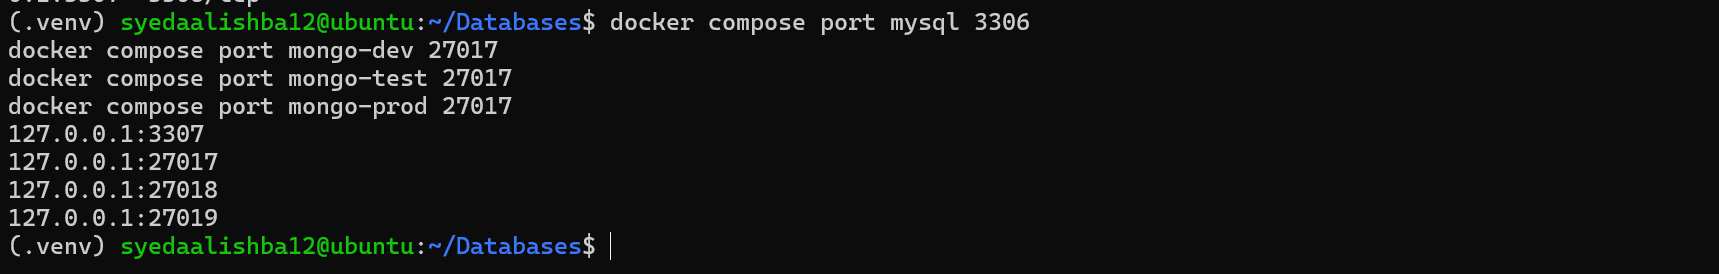 (.venv) syedaalishba12@ubuntu:~/Databases$ docker compose port mysql 3306
docker compose port mongo-dev 27017
docker compose port mongo-test 27017
docker compose port mongo-prod 27017
127.0.0.1:3307
127.0.0.1:27017
127.0.0.1:27018
127.0.0.1:27019
(.venv) syedaalishba12@ubuntu:~/Databases$